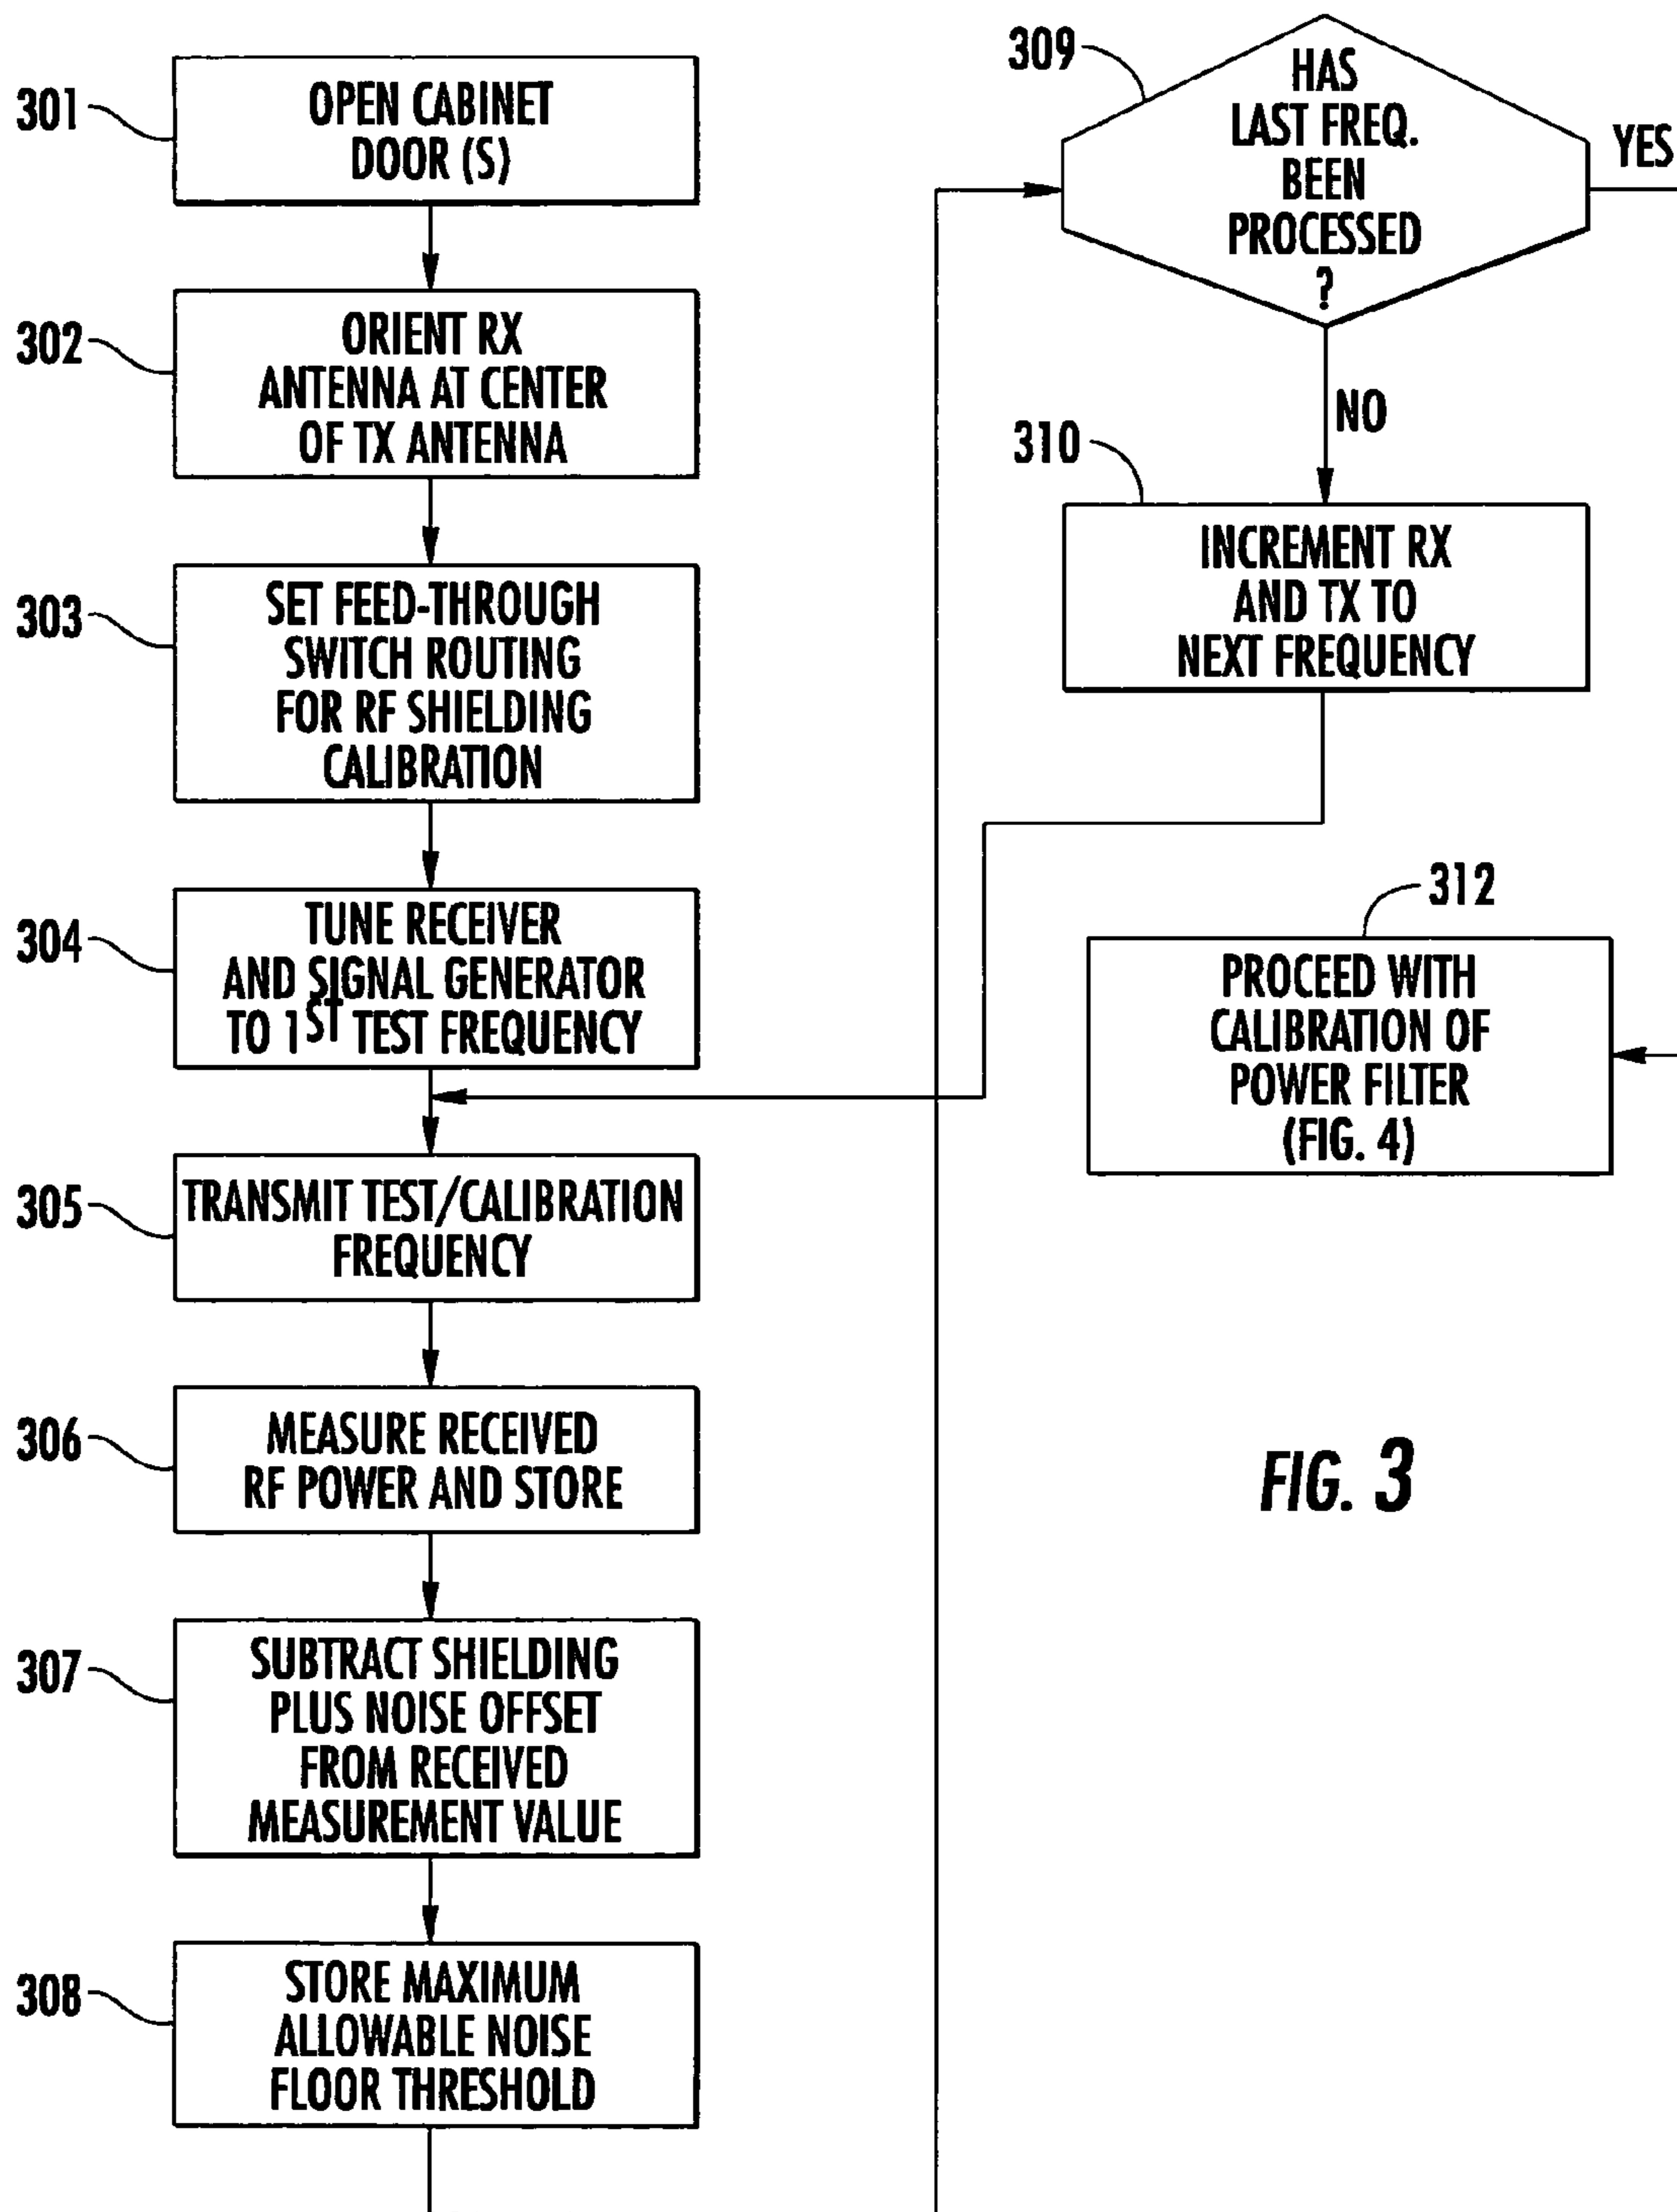 301
OPEN CABINET
DOOR (S)
302
ORIENT RX
ANTENNA AT CENTER
OF TX ANTENNA
303
SET FEED-THROUGH
SWITCH ROUTING
FOR RF SHIELDING
CALIBRATION
304
TUNE RECEIVER
AND SIGNAL GENERATOR
TO 1ST TEST FREQUENCY
305
TRANSMIT TEST/CALIBRATION
FREQUENCY
306
MEASURE RECEIVED
RF POWER AND STORE
307
SUBTRACT SHIELDING
PLUS NOISE OFFSET
FROM RECEIVED
MEASUREMENT VALUE
308
STORE MAXIMUM
ALLOWABLE NOISE
FLOOR THRESHOLD
309
HAS
LAST FREQ.
BEEN
PROCESSED
?
YES
NO
310
INCREMENT RX
AND TX TO
NEXT FREQUENCY
312
PROCEED WITH
CALIBRATION OF
POWER FILTER
(FIG. 4)
FIG. 3